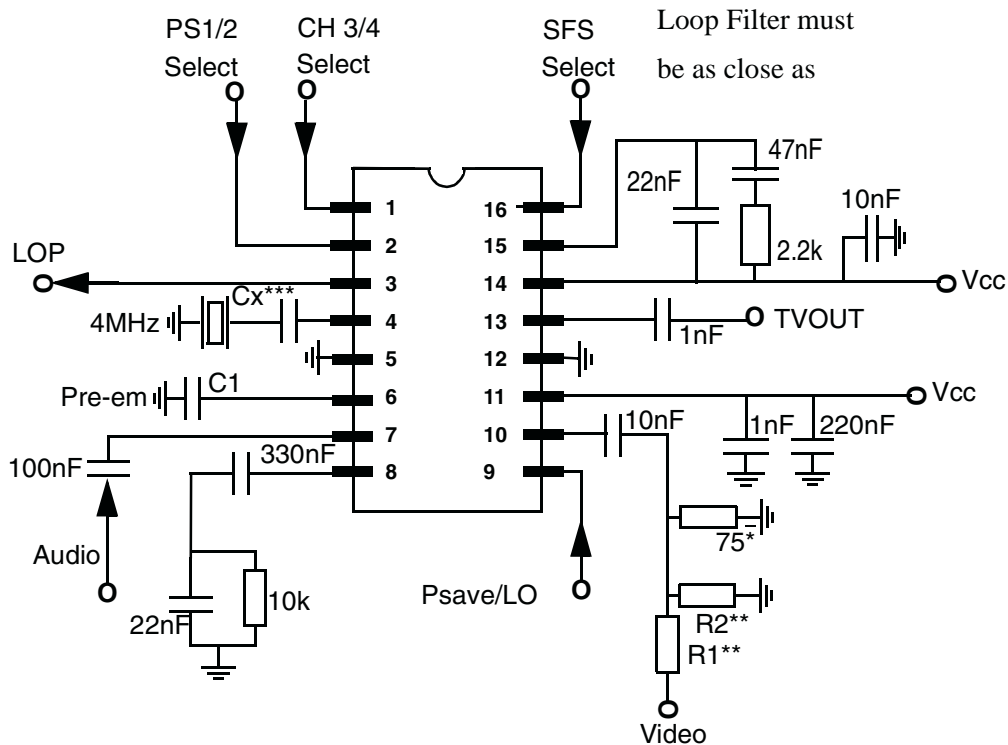 PS1/2
Select
CH 3/4
Select
SFS
Select
Loop Filter must
be as close as
47nF
22nF
10nF
2.2k
1
16
2
15
LOP
3
14
Vcc
Cx***
4MHz
4
13
1nF
TVOUT
5
12
C1
Pre-em
6
11
Vcc
10nF
1nF
220nF
7
10
100nF
330nF
8
9
75*
Audio
Psave/LO
10k
22nF
R2**
R1**
Video